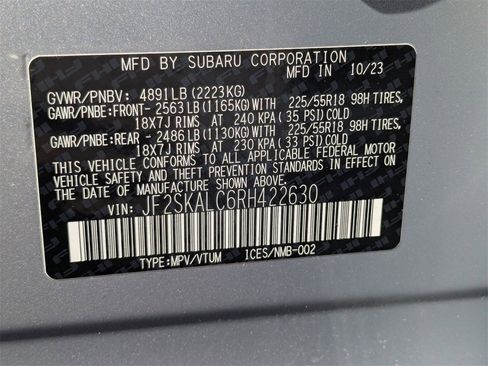 MFD BY SUBARU CORPORATION
MFD IN 10/23
GVWR/PNBV: 4891LB (2223KG)
GAWR/PNBE:FRONT- 2563LB(1165KG)WITH 225/55R18 98H TIRES,
18X7J RIMS AT 240 KPA (35 PSI)COLD
GAWR/PNBE:REAR - 2486LB(1130KG)WITH 225/55R18 98H TIRES,
18X7J RIMS AT 230 KPA (33 PSI)COLD
THIS VEHICLE CONFORMS TO ALL APPLICABLE FEDERAL MOTOR
VEHICLE SAFETY AND THEFT PREVENTION STANDARDS IN EFFECT ON
THE DATE OF MANUFACTURE SHOWN ABOVE.
VIN: JF2SKALC6RH422630
TYPE:MPV/VTUM ICES/NMB-002